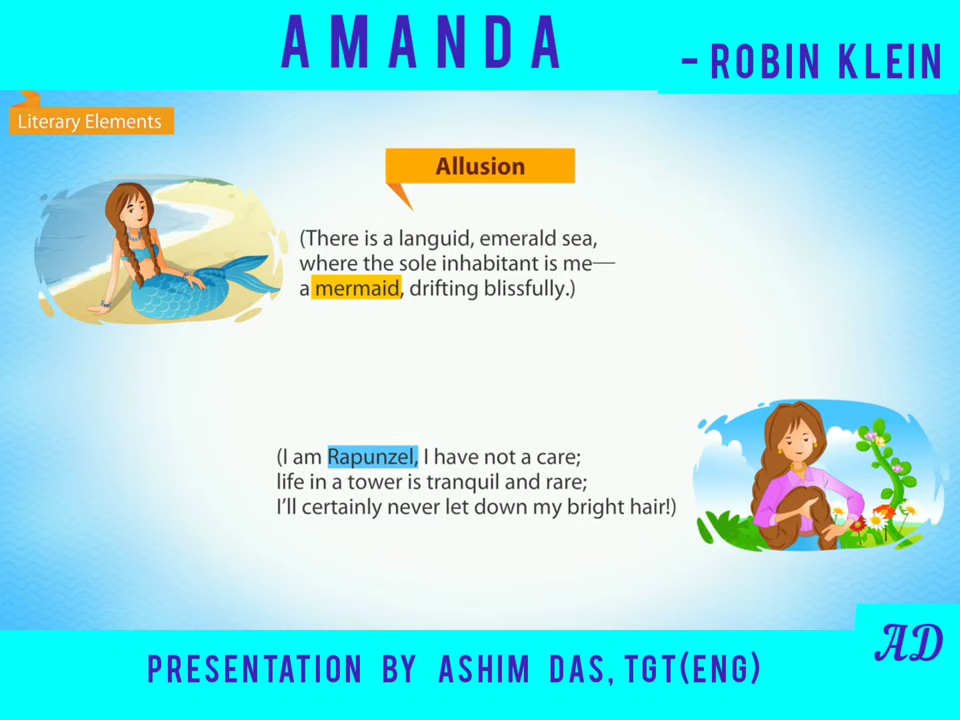 AMANDA
- ROBIN KLEIN
Literary Elements
Allusion
(There is a languid, emerald sea,
where the sole inhabitant is me—
a mermaid, drifting blissfully.)
(I am Rapunzel, I have not a care;
life in a tower is tranquil and rare;
I'll certainly never let down my bright hair!)
AD
PRESENTATION BY ASHIM DAS, TGT(ENG)